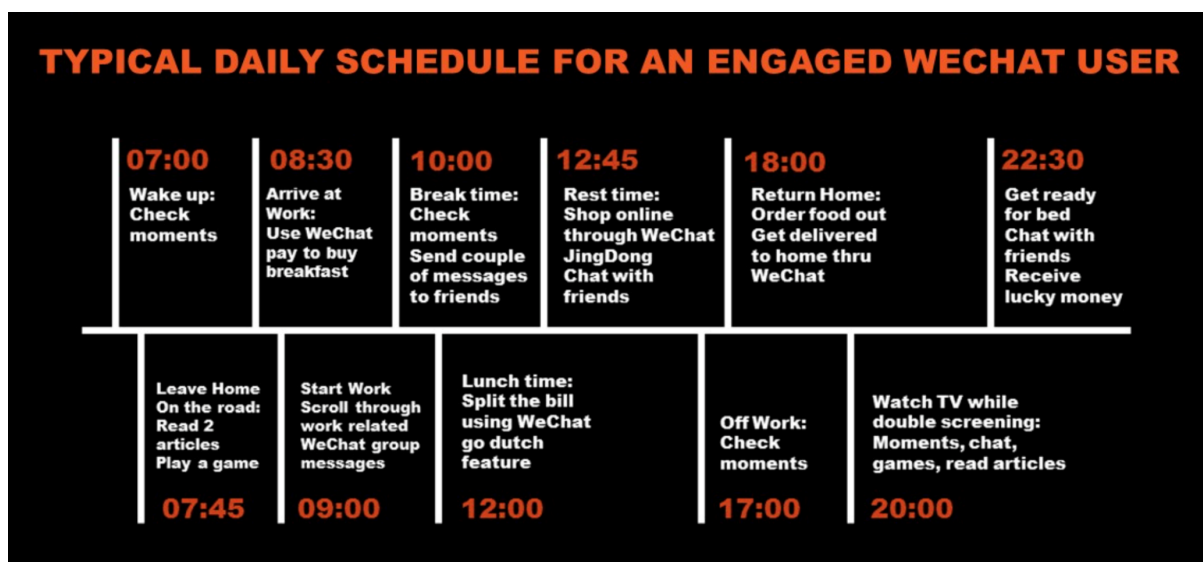 TYPICAL DAILY SCHEDULE FOR AN ENGAGED WECHAT USER
07:00
Wake up:
Check
moments
08:30
Arrive at
Work:
Use WeChat
pay to buy
breakfast
10:00
Break time:
Check
moments
Send couple
of messages
to friends
12:45
Rest time:
Shop online
through WeChat
JingDong
Chat with
friends
18:00
Return Home:
Order food out
Get delivered
to home thru
WeChat
22:30
Get ready
for bed
Chat with
friends
Receive
lucky money
Leave Home
On the road:
Read 2
articles
Play a game
07:45
Start Work
Scroll through
work related
WeChat group
messages
09:00
Lunch time:
Split the bill
using WeChat
go dutch
feature
12:00
Off Work:
Check
moments
17:00
Watch TV while
double screening:
Moments, chat,
games, read articles
20:00